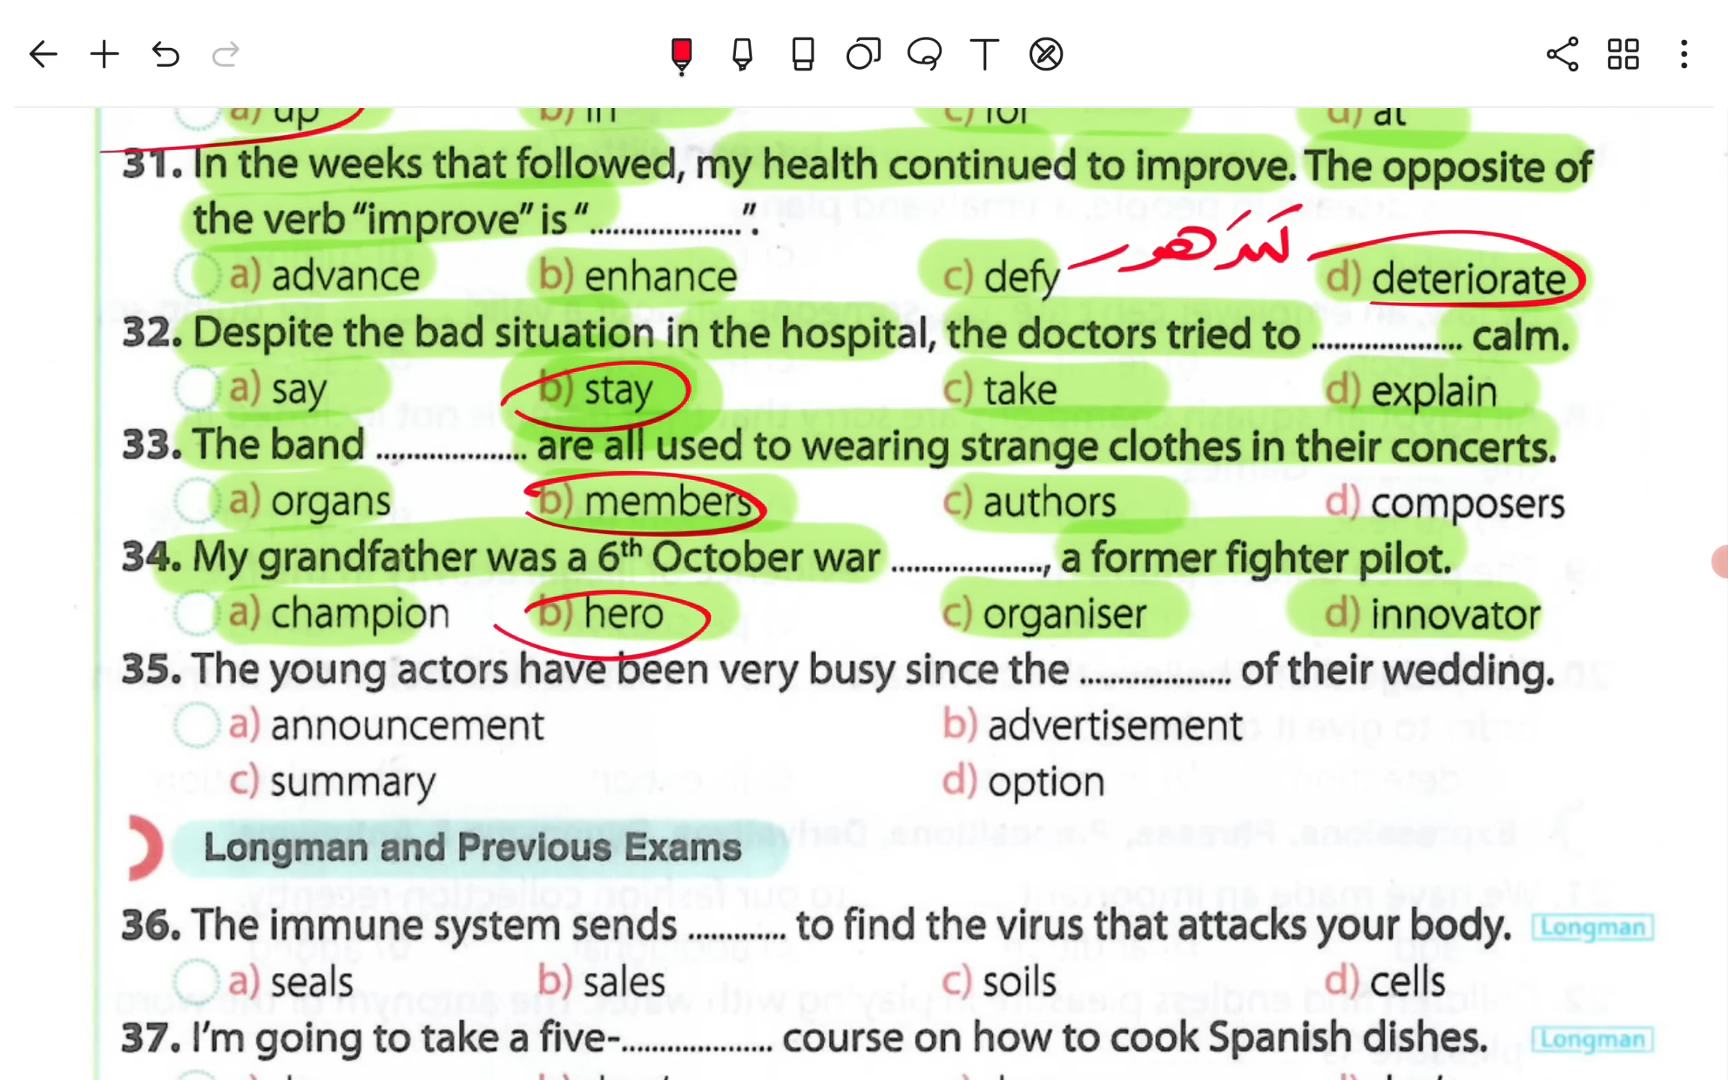 a) up b) in c) for d) at
31. In the weeks that followed, my health continued to improve. The opposite of
the verb “improve” is “...................”.
تتدهور
a) advance b) enhance c) defy d) deteriorate
32. Despite the bad situation in the hospital, the doctors tried to ................... calm.
a) say b) stay c) take d) explain
33. The band ................... are all used to wearing strange clothes in their concerts.
a) organs b) members c) authors d) composers
34. My grandfather was a 6th October war ..................., a former fighter pilot.
a) champion b) hero c) organiser d) innovator
35. The young actors have been very busy since the ..................... of their wedding.
a) announcement b) advertisement
c) summary d) option
Longman and Previous Exams
36. The immune system sends ............ to find the virus that attacks your body. Longman
a) seals b) sales c) soils d) cells
37. I’m going to take a five-................... course on how to cook Spanish dishes. Longman